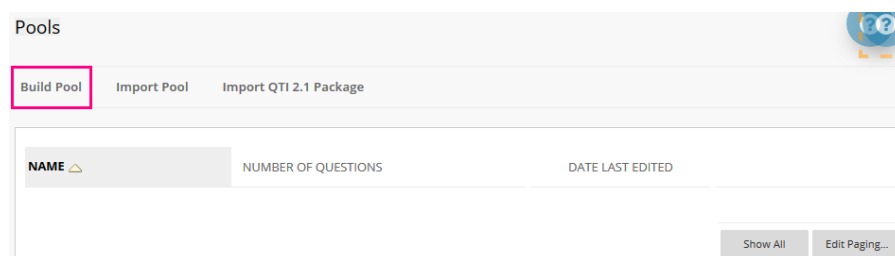 Pools
??
Build Pool Import Pool Import QTI 2.1 Package
NAME NUMBER OF QUESTIONS DATE LAST EDITED
Show All Edit Paging...